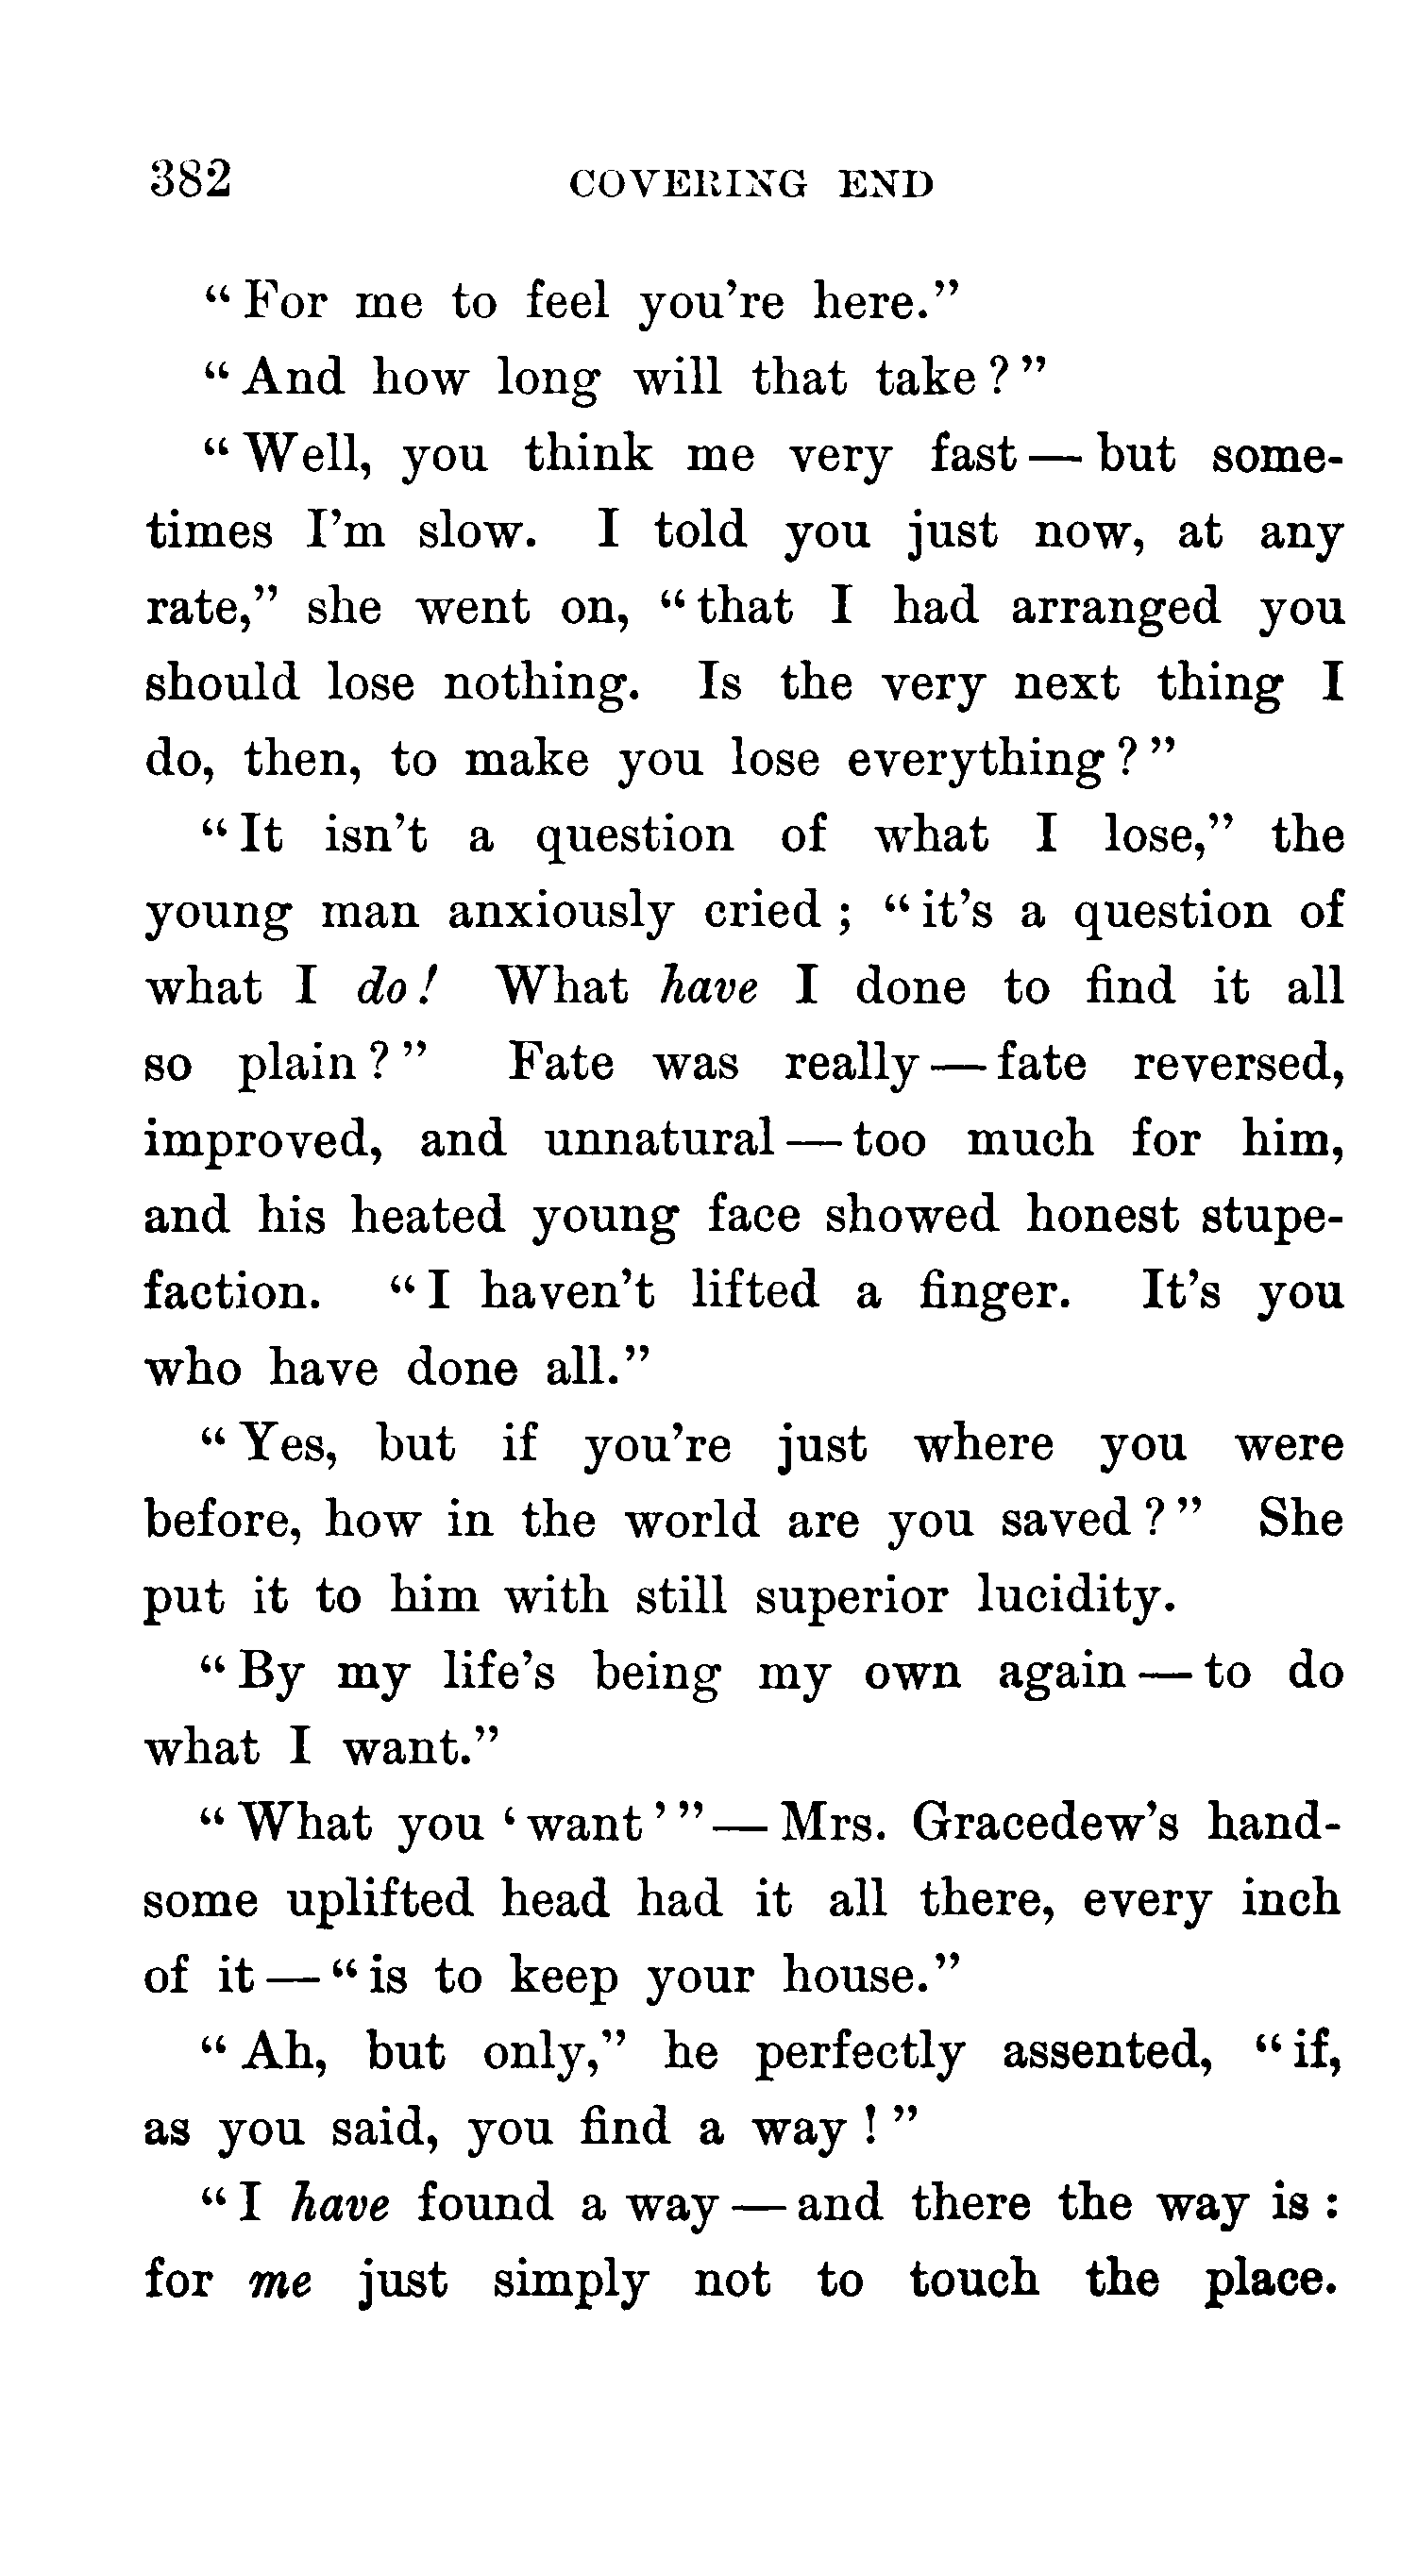 382 COVERING END
“For me to feel you’re here.”
“And how long will that take?”
“Well, you think me very fast—but some-
times I’m slow. I told you just now, at any
rate,” she went on, “that I had arranged you
should lose nothing. Is the very next thing I
do, then, to make you lose everything?”
“It isn’t a question of what I lose,” the
young man anxiously cried; “it’s a question of
what I do! What have I done to find it all
so plain?” Fate was really—fate reversed,
improved, and unnatural—too much for him,
and his heated young face showed honest stupe-
faction. “I haven’t lifted a finger. It’s you
who have done all.”
“Yes, but if you’re just where you were
before, how in the world are you saved?” She
put it to him with still superior lucidity.
“By my life’s being my own again—to do
what I want.”
“What you ‘want’”—Mrs. Gracedew’s hand-
some uplifted head had it all there, every inch
of it—“is to keep your house.”
“Ah, but only,” he perfectly assented, “if,
as you said, you find a way!”
“I have found a way—and there the way is:
for me just simply not to touch the place.